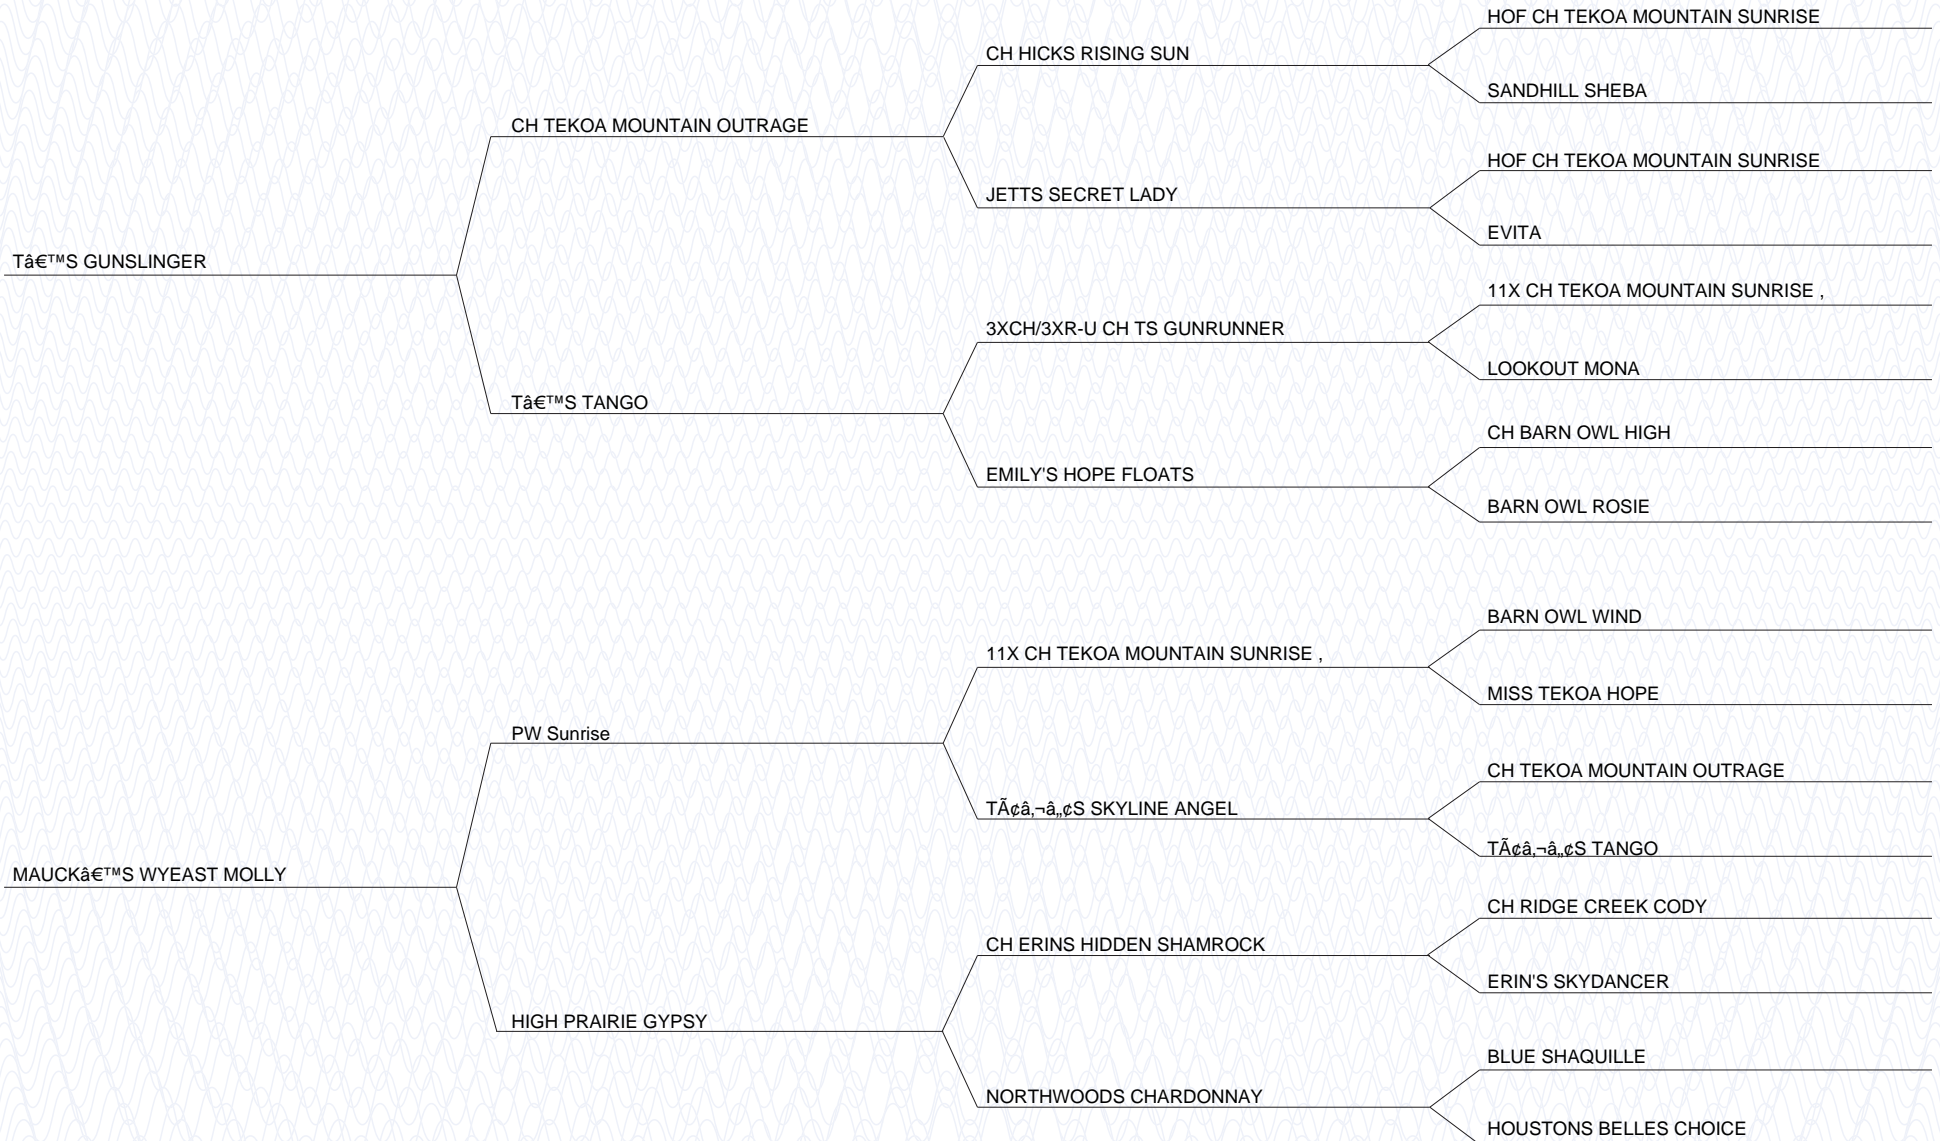 HOF CH TEKOA MOUNTAIN SUNRISE
CH HICKS RISING SUN
SANDHILL SHEBA
CH TEKOA MOUNTAIN OUTRAGE
HOF CH TEKOA MOUNTAIN SUNRISE
JETTS SECRET LADY
EVITA
Tâ€™S GUNSLINGER
11X CH TEKOA MOUNTAIN SUNRISE ,
3XCH/3XR-U CH TS GUNRUNNER
LOOKOUT MONA
Tâ€™S TANGO
CH BARN OWL HIGH
EMILY'S HOPE FLOATS
BARN OWL ROSIE
BARN OWL WIND
11X CH TEKOA MOUNTAIN SUNRISE ,
MISS TEKOA HOPE
PW Sunrise
CH TEKOA MOUNTAIN OUTRAGE
TÃ¢â‚¬â„¢S SKYLINE ANGEL
TÃ¢â‚¬â„¢S TANGO
MAUCKâ€™S WYEAST MOLLY
CH RIDGE CREEK CODY
CH ERINS HIDDEN SHAMROCK
ERIN'S SKYDANCER
HIGH PRAIRIE GYPSY
BLUE SHAQUILLE
NORTHWOODS CHARDONNAY
HOUSTONS BELLES CHOICE